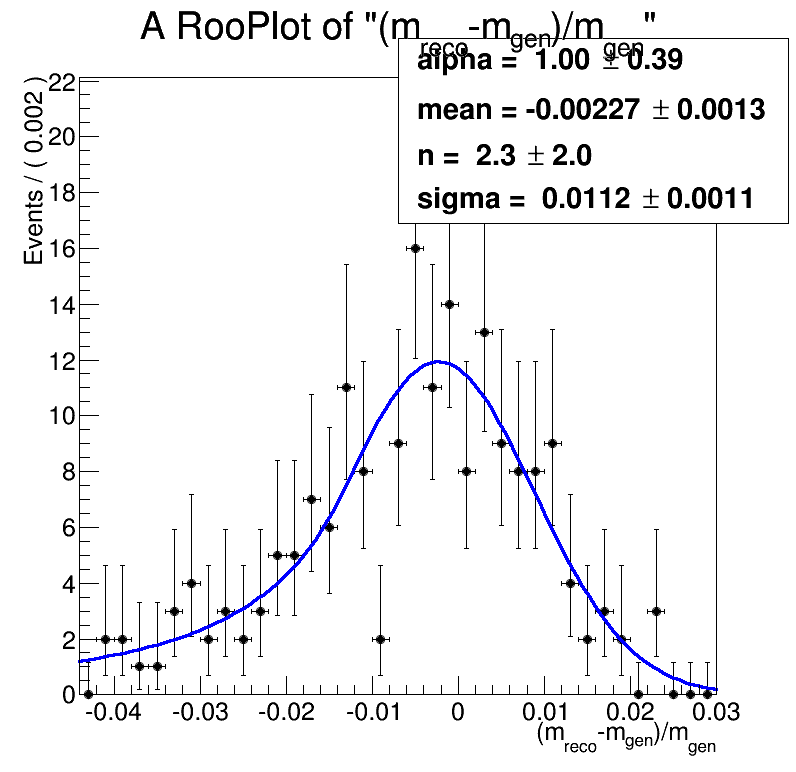 A RooPlot of "(m_reco-m_gen)/m_gen"
alpha = 1.00 ± 0.39
mean = -0.00227 ± 0.0013
n = 2.3 ± 2.0
sigma = 0.0112 ± 0.0011
Events / ( 0.002 )
22
20
18
16
14
12
10
8
6
4
2
0
-0.04 -0.03 -0.02 -0.01 0 0.01 0.02 0.03
(m_reco-m_gen)/m_gen